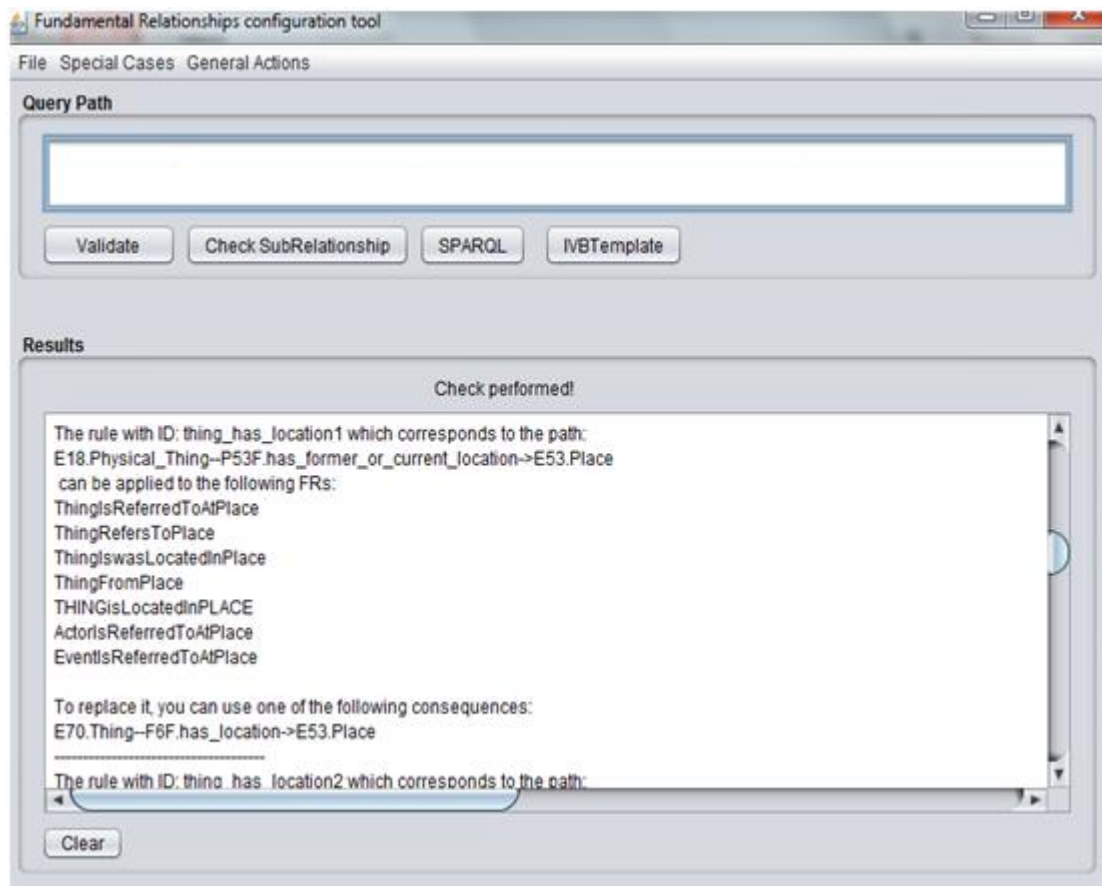 Fundamental Relationships configuration tool
File Special Cases General Actions
Query Path
Validate Check SubRelationship SPARQL IVBTemplate
Results
Check performed!
The rule with ID: thing_has_location1 which corresponds to the path:
E18.Physical_Thing--P53F.has_former_or_current_location->E53.Place
can be applied to the following FRs:
ThingIsReferredToAtPlace
ThingRefersToPlace
ThingIswasLocatedInPlace
ThingFromPlace
THINGisLocatedInPLACE
ActorIsReferredToAtPlace
EventIsReferredToAtPlace
To replace it, you can use one of the following consequences:
E70.Thing--F6F.has_location->E53.Place
----------------------------------------
The rule with ID: thing_has_location2 which corresponds to the path:
Clear